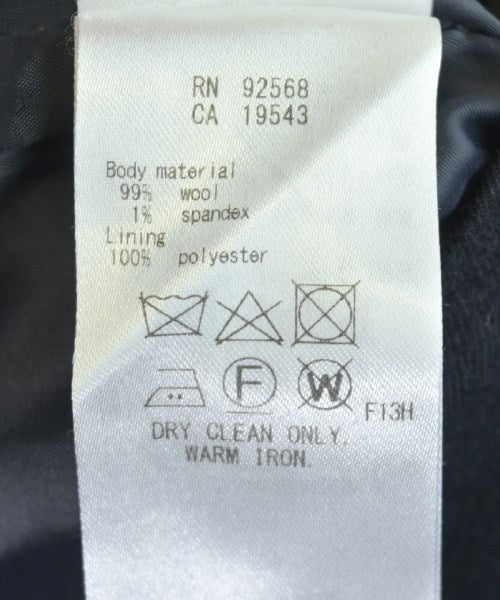 RN 92568
CA 19543
Body material
99% wool
1% spandex
Lining
100% polyester
F W F13H
DRY CLEAN ONLY.
WARM IRON.